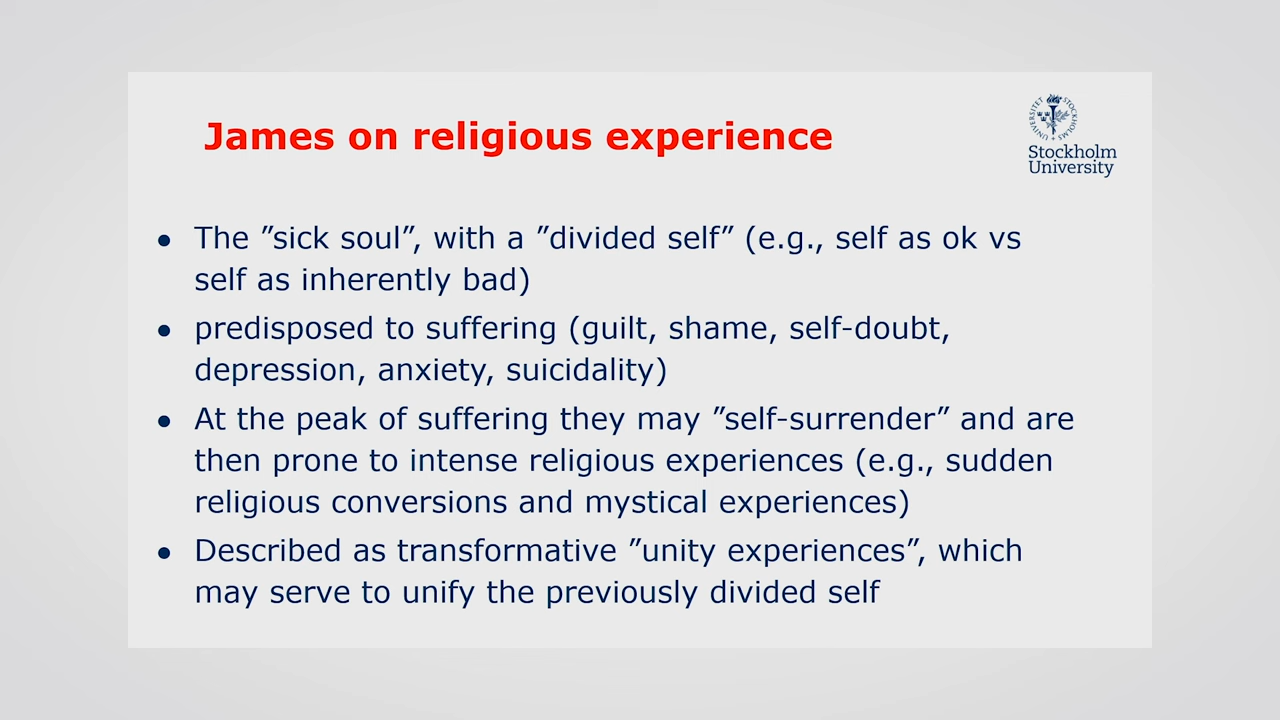 James on religious experience
STOCKHOLMS UNIVERSITET
Stockholm
University
● The ”sick soul”, with a ”divided self” (e.g., self as ok vs
self as inherently bad)
● predisposed to suffering (guilt, shame, self-doubt,
depression, anxiety, suicidality)
● At the peak of suffering they may ”self-surrender” and are
then prone to intense religious experiences (e.g., sudden
religious conversions and mystical experiences)
● Described as transformative ”unity experiences”, which
may serve to unify the previously divided self